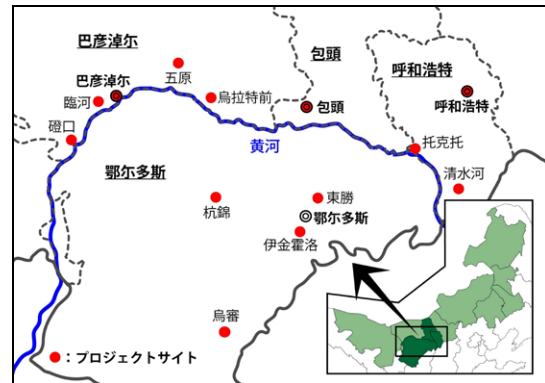 巴彦淖尔
包頭
呼和浩特
五原
巴彦淖尔
臨河
烏拉特前
包頭
呼和浩特
磴口
黄河
托克托
鄂尔多斯
清水河
杭錦
東勝
鄂尔多斯
伊金霍洛
烏審
：プロジェクトサイト